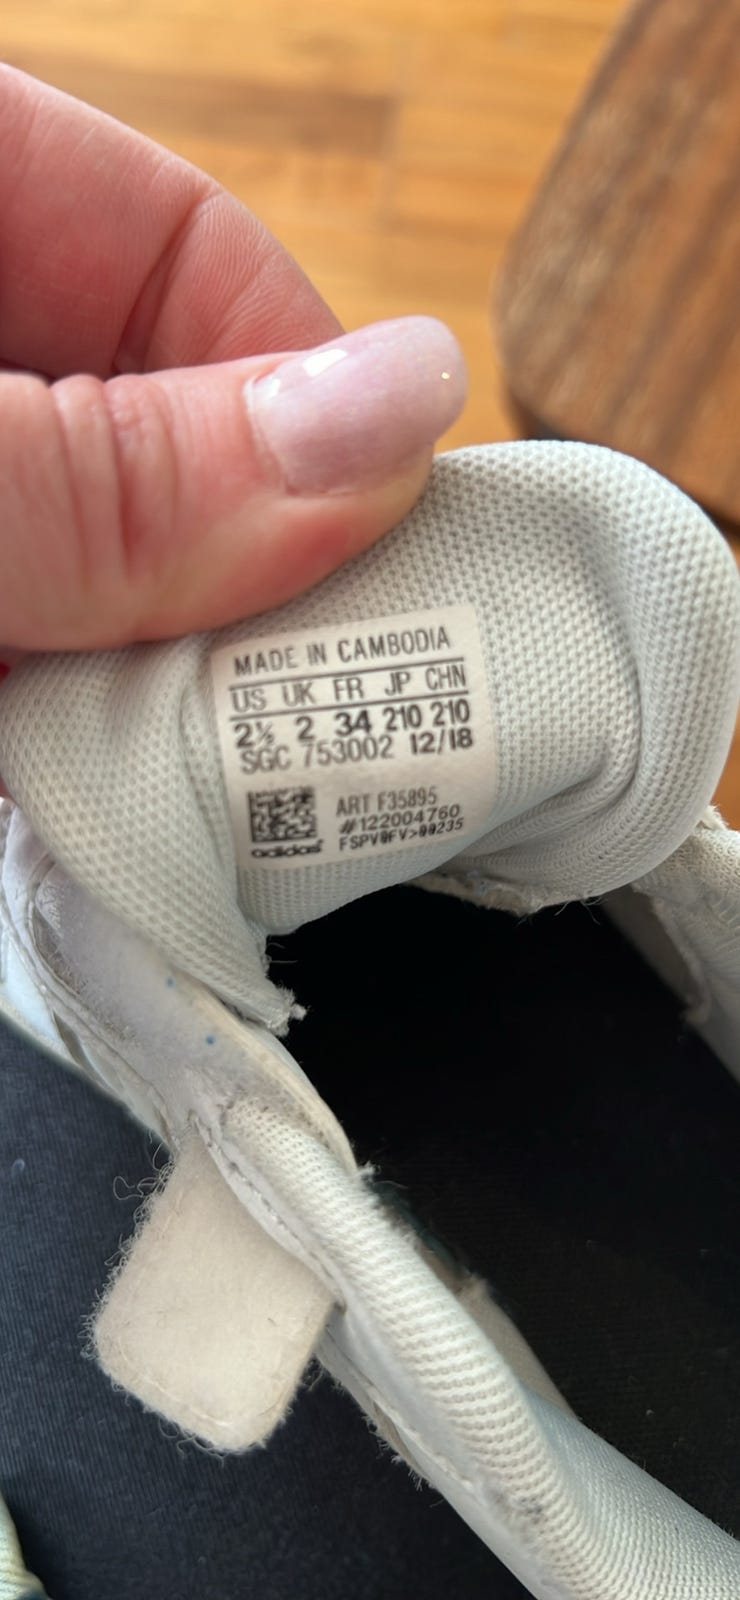 MADE IN CAMBODIA
US UK FR JP CHN
2½ 2 34 210 210
SGC 753002 12/18
ART F35895
#122004760
FSPV0FV>00235
adidas